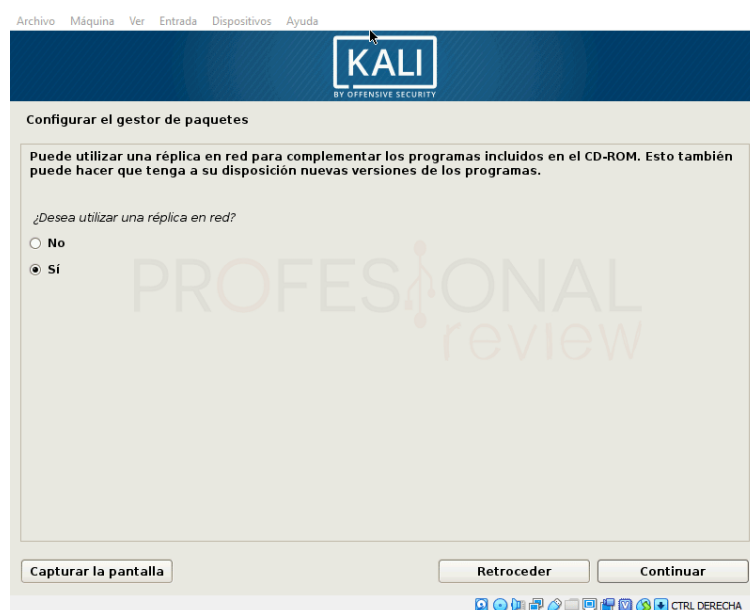 Archivo Máquina Ver Entrada Dispositivos Ayuda
KALI
BY OFFENSIVE SECURITY
Configurar el gestor de paquetes
Puede utilizar una réplica en red para complementar los programas incluidos en el CD-ROM. Esto también
puede hacer que tenga a su disposición nuevas versiones de los programas.
¿Desea utilizar una réplica en red?
No
Sí
PROFESIONAL
review
Capturar la pantalla
Retroceder
Continuar
CTRL DERECHA